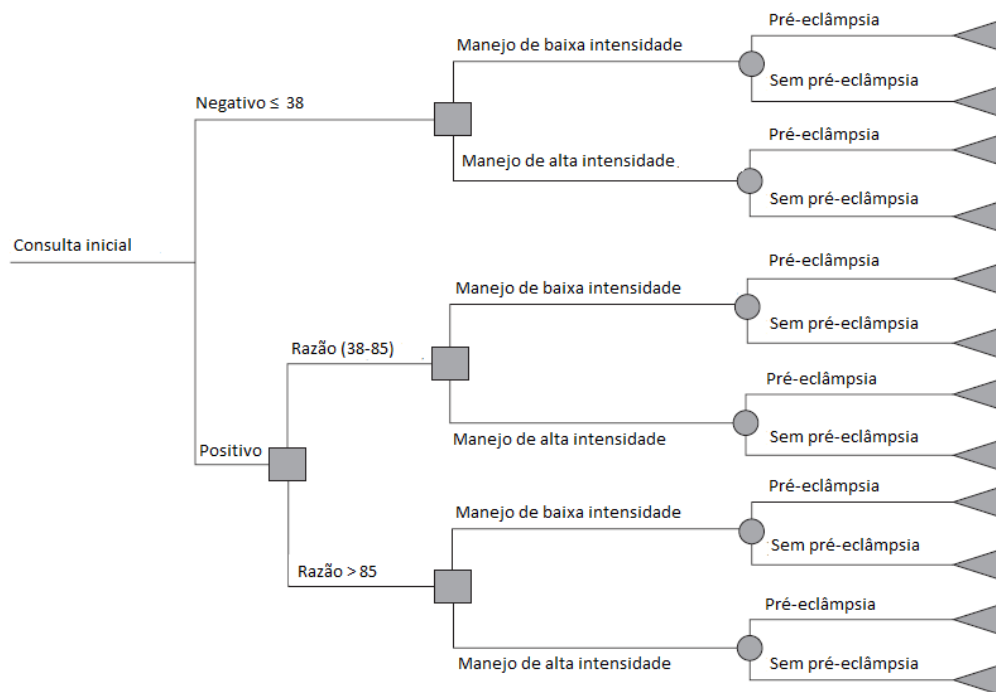 Pré-eclâmpsia
Manejo de baixa intensidade
Sem pré-eclâmpsia
Negativo ≤ 38
Pré-eclâmpsia
Manejo de alta intensidade
Sem pré-eclâmpsia
Consulta inicial
Pré-eclâmpsia
Manejo de baixa intensidade
Sem pré-eclâmpsia
Razão (38-85)
Pré-eclâmpsia
Manejo de alta intensidade
Sem pré-eclâmpsia
Positivo
Pré-eclâmpsia
Manejo de baixa intensidade
Sem pré-eclâmpsia
Razão > 85
Pré-eclâmpsia
Manejo de alta intensidade
Sem pré-eclâmpsia